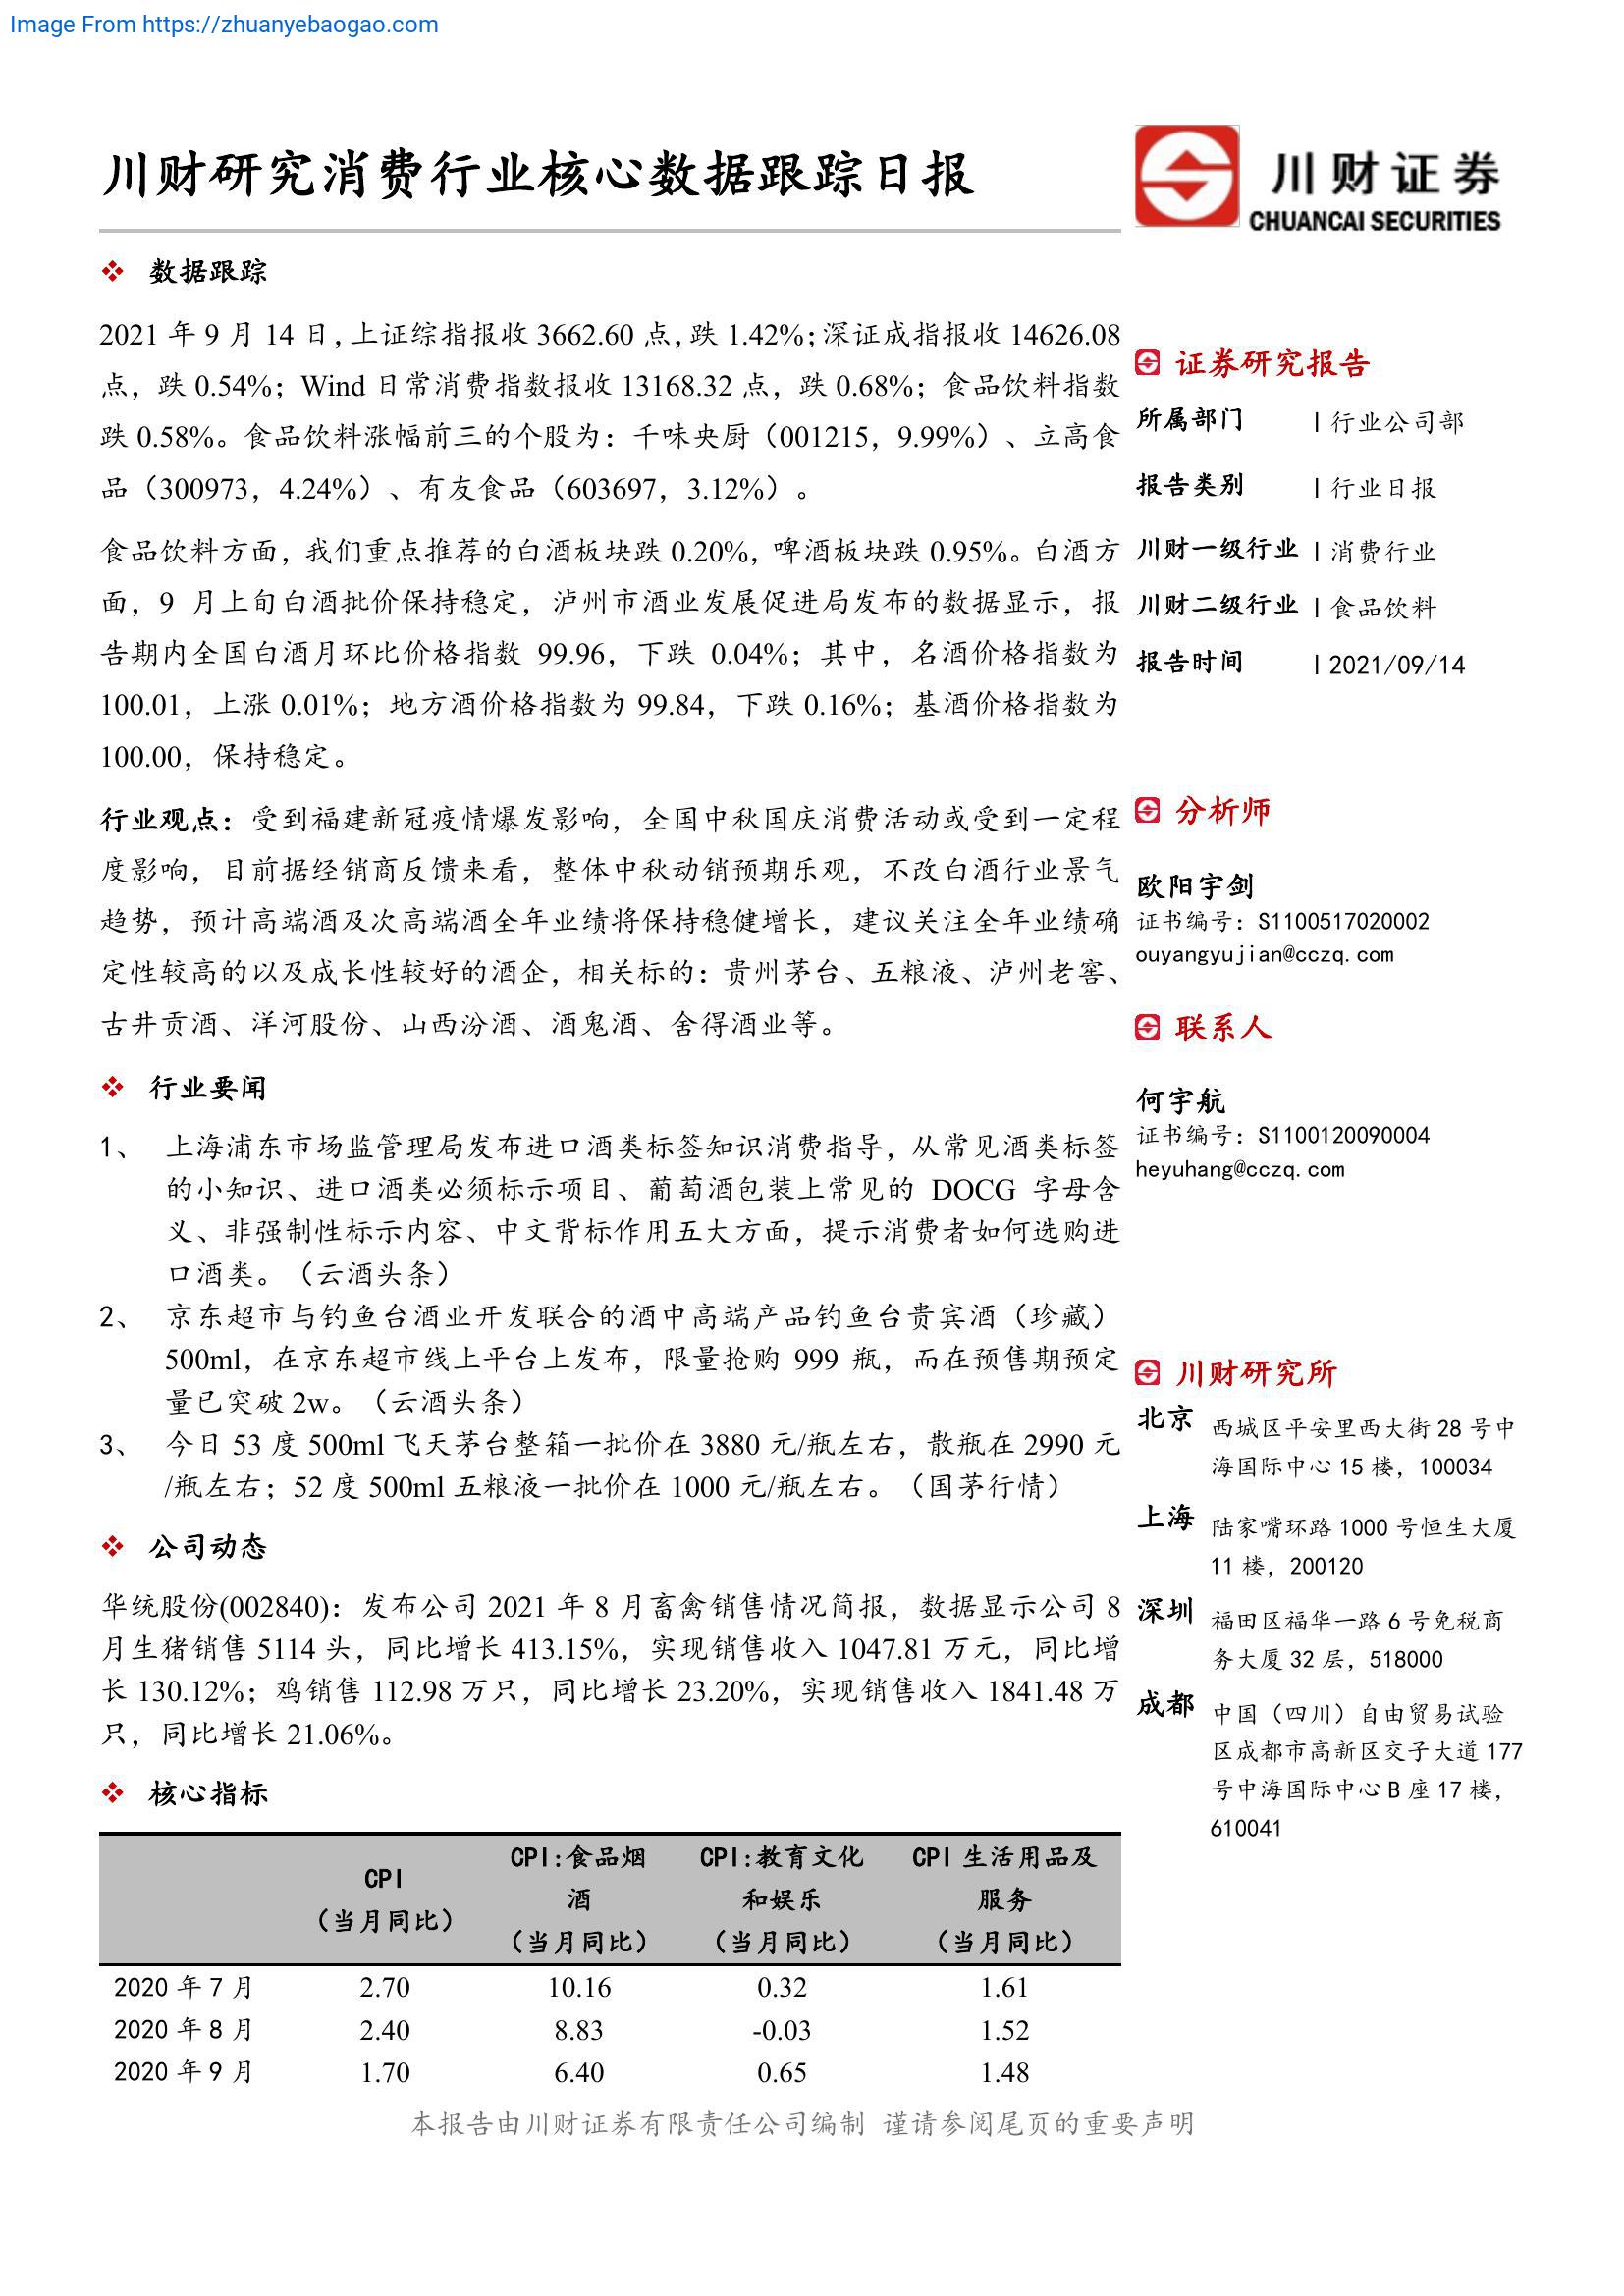 Image From https://zhuanyebaogao.com
川财研究消费行业核心数据跟踪日报
川财证券
CHUANCAI SECURITIES
数据跟踪
2021 年 9 月 14 日，上证综指报收 3662.60 点，跌 1.42%；深证成指报收 14626.08
点，跌 0.54%；Wind 日常消费指数报收 13168.32 点，跌 0.68%；食品饮料指数
跌 0.58%。食品饮料涨幅前三的个股为：千味央厨（001215，9.99%）、立高食
品（300973，4.24%）、有友食品（603697，3.12%）。
食品饮料方面，我们重点推荐的白酒板块跌 0.20%，啤酒板块跌 0.95%。白酒方
面，9 月上旬白酒批价保持稳定，泸州市酒业发展促进局发布的数据显示，报
告期内全国白酒月环比价格指数 99.96，下跌 0.04%；其中，名酒价格指数为
100.01，上涨 0.01%；地方酒价格指数为 99.84，下跌 0.16%；基酒价格指数为
100.00，保持稳定。
行业观点：受到福建新冠疫情爆发影响，全国中秋国庆消费活动或受到一定程
度影响，目前据经销商反馈来看，整体中秋动销预期乐观，不改白酒行业景气
趋势，预计高端酒及次高端酒全年业绩将保持稳健增长，建议关注全年业绩确
定性较高的以及成长性较好的酒企，相关标的：贵州茅台、五粮液、泸州老窖、
古井贡酒、洋河股份、山西汾酒、酒鬼酒、舍得酒业等。
行业要闻
1、 上海浦东市场监管理局发布进口酒类标签知识消费指导，从常见酒类标签
的小知识、进口酒类必须标示项目、葡萄酒包装上常见的 DOCG 字母含
义、非强制性标示内容、中文背标作用五大方面，提示消费者如何选购进
口酒类。（云酒头条）
2、 京东超市与钓鱼台酒业开发联合的酒中高端产品钓鱼台贵宾酒（珍藏）
500ml，在京东超市线上平台上发布，限量抢购 999 瓶，而在预售期预定
量已突破 2w。（云酒头条）
3、 今日 53 度 500ml 飞天茅台整箱一批价在 3880 元/瓶左右，散瓶在 2990 元
/瓶左右；52 度 500ml 五粮液一批价在 1000 元/瓶左右。（国茅行情）
公司动态
华统股份(002840)：发布公司 2021 年 8 月畜禽销售情况简报，数据显示公司 8
月生猪销售 5114 头，同比增长 413.15%，实现销售收入 1047.81 万元，同比增
长 130.12%；鸡销售 112.98 万只，同比增长 23.20%，实现销售收入 1841.48 万
只，同比增长 21.06%。
核心指标
CPI
（当月同比）
CPI:食品烟
酒
（当月同比）
CPI:教育文化
和娱乐
（当月同比）
CPI 生活用品及
服务
（当月同比）
2020 年 7 月 2.70 10.16 0.32 1.61
2020 年 8 月 2.40 8.83 -0.03 1.52
2020 年 9 月 1.70 6.40 0.65 1.48
证券研究报告
所属部门 | 行业公司部
报告类别 | 行业日报
川财一级行业 | 消费行业
川财二级行业 | 食品饮料
报告时间 | 2021/09/14
分析师
欧阳宇剑
证书编号：S1100517020002
ouyangyujian@cczq.com
联系人
何宇航
证书编号：S1100120090004
heyuhang@cczq.com
川财研究所
北京 西城区平安里西大街 28 号中
海国际中心 15 楼，100034
上海 陆家嘴环路 1000 号恒生大厦
11 楼，200120
深圳 福田区福华一路 6 号免税商
务大厦 32 层，518000
成都 中国（四川）自由贸易试验
区成都市高新区交子大道 177
号中海国际中心 B 座 17 楼，
610041
本报告由川财证券有限责任公司编制 谨请参阅尾页的重要声明